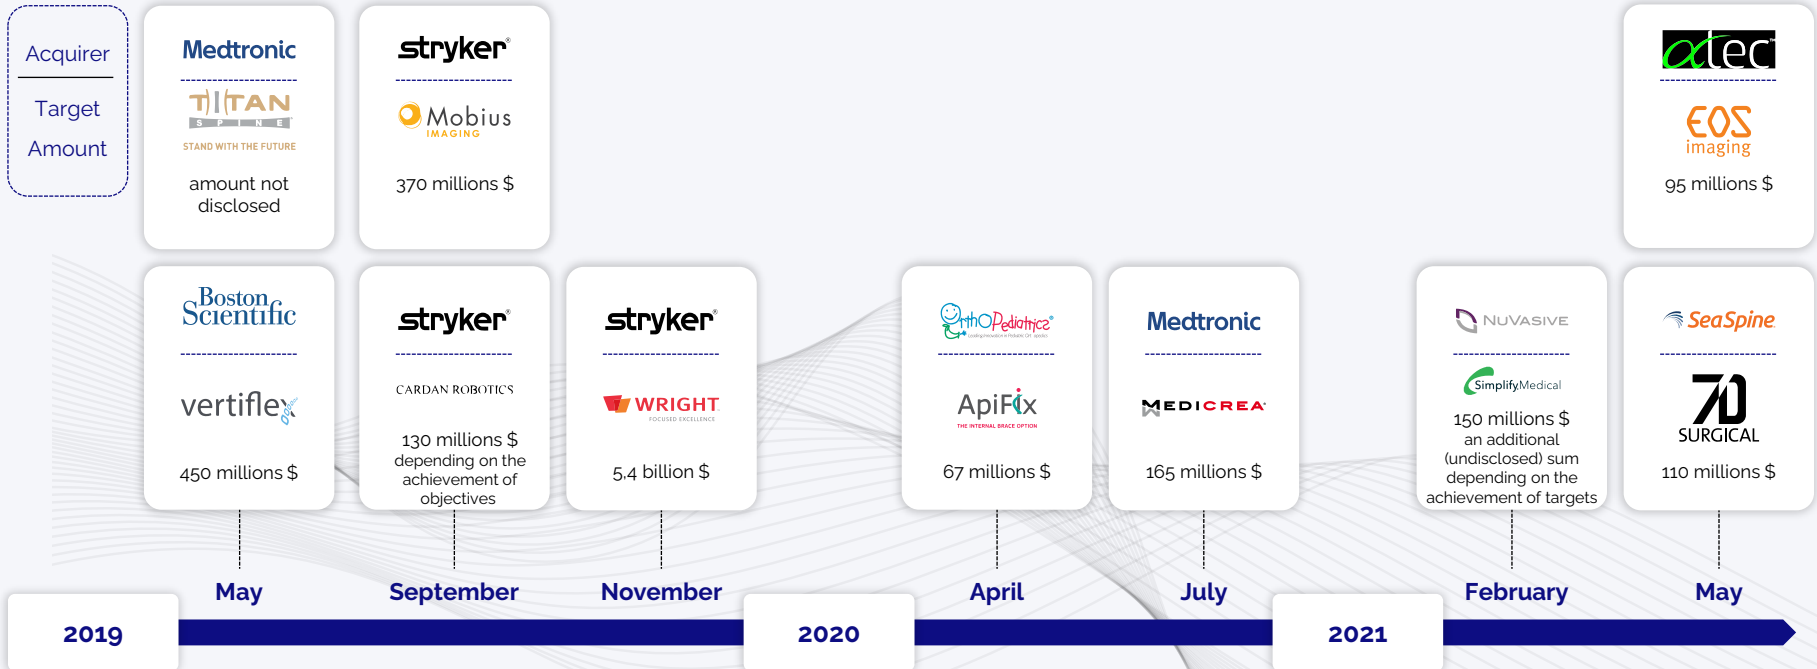 Acquirer
Target
Amount
Medtronic
TITAN
SPINE
STAND WITH THE FUTURE
amount not
disclosed
stryker®
Mobius
IMAGING
370 millions $
atec™
EOS
imaging
95 millions $
Boston
Scientific
vertiflex
450 millions $
stryker®
CARDAN ROBOTICS
130 millions $
depending on the
achievement of
objectives
stryker®
WRIGHT
FOCUSED EXCELLENCE
5,4 billion $
OrthoPediatrics®
ApiFix
THE INTERNAL BRACE OPTION
67 millions $
Medtronic
MEDICREA
165 millions $
NUVASIVE
SimplifyMedical
150 millions $
an additional
(undisclosed) sum
depending on the
achievement of targets
SeaSpine
7D
SURGICAL
110 millions $
May
September
November
April
July
February
May
2019
2020
2021